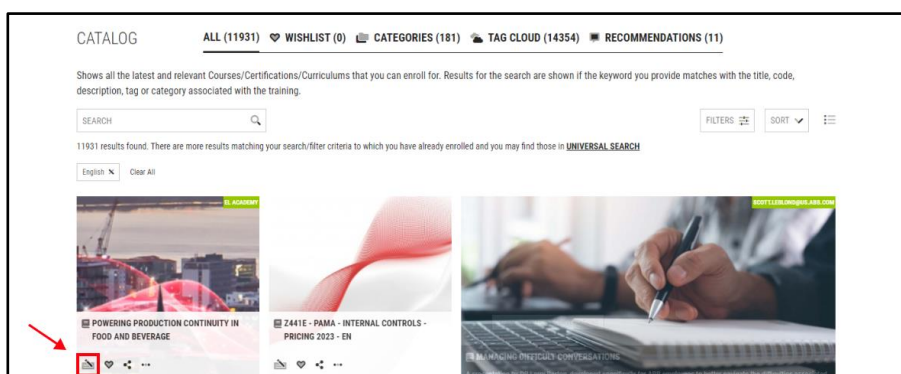 CATALOG
ALL (11931) WISHLIST (0) CATEGORIES (181) TAG CLOUD (14354) RECOMMENDATIONS (11)
Shows all the latest and relevant Courses/Certifications/Curriculums that you can enroll for. Results for the search are shown if the keyword you provide matches with the title, code,
description, tag or category associated with the training.
SEARCH
FILTERS
SORT
11931 results found. There are more results matching your search/filter criteria to which you have already enrolled and you may find those in UNIVERSAL SEARCH
English
Clear All
EL ACADEMY
SCOTT.LEBLOND@US.ABB.COM
POWERING PRODUCTION CONTINUITY IN
FOOD AND BEVERAGE
Z441E - PAMA - INTERNAL CONTROLS -
PRICING 2023 - EN
MANAGING DIFFICULT CONVERSATIONS